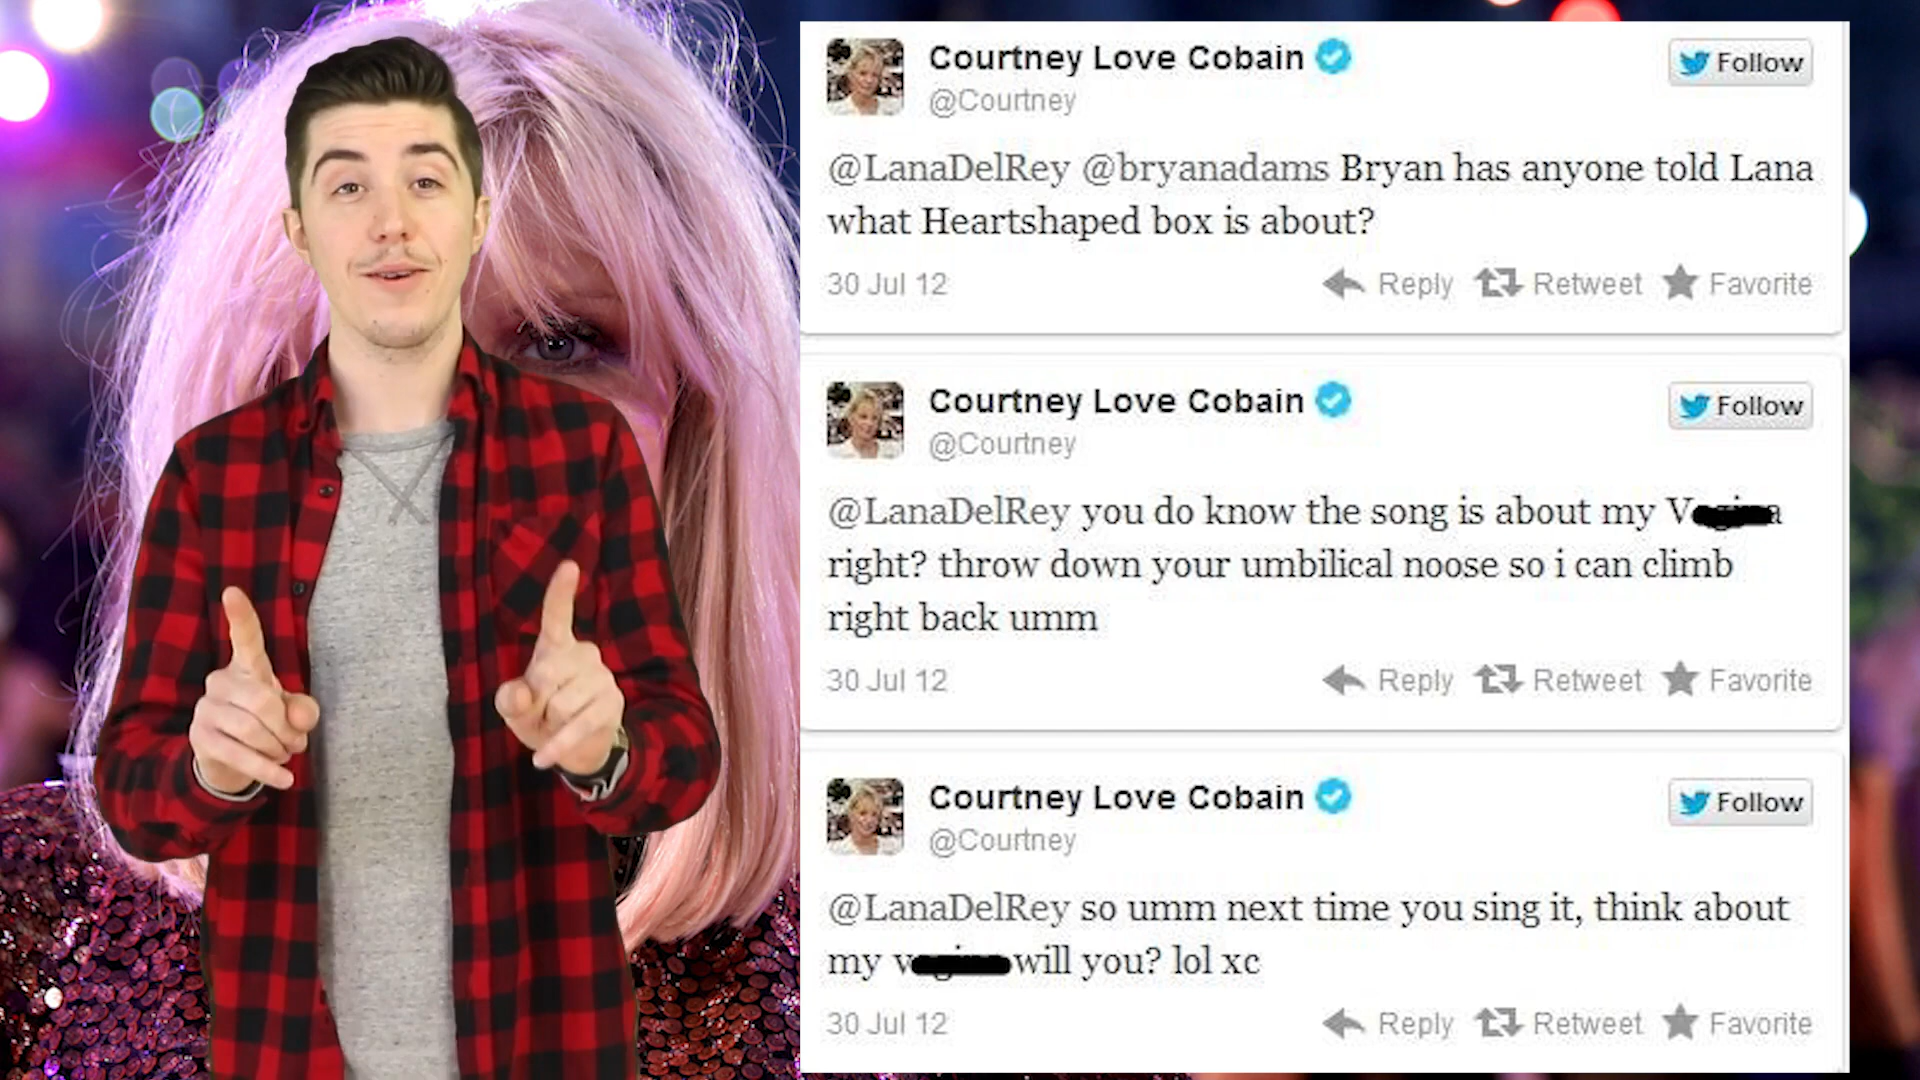 Courtney Love Cobain
Follow
@Courtney
@LanaDelRey @bryanadams Bryan has anyone told Lana
what Heartshaped box is about?
30 Jul 12
Reply Retweet Favorite
Courtney Love Cobain
Follow
@Courtney
@LanaDelRey you do know the song is about my
right? throw down your umbilical noose so i can climb
right back umm
30 Jul 12
Reply Retweet Favorite
Courtney Love Cobain
Follow
@Courtney
@LanaDelRey so umm next time you sing it, think about
my will you? lol xc
30 Jul 12
Reply Retweet Favorite